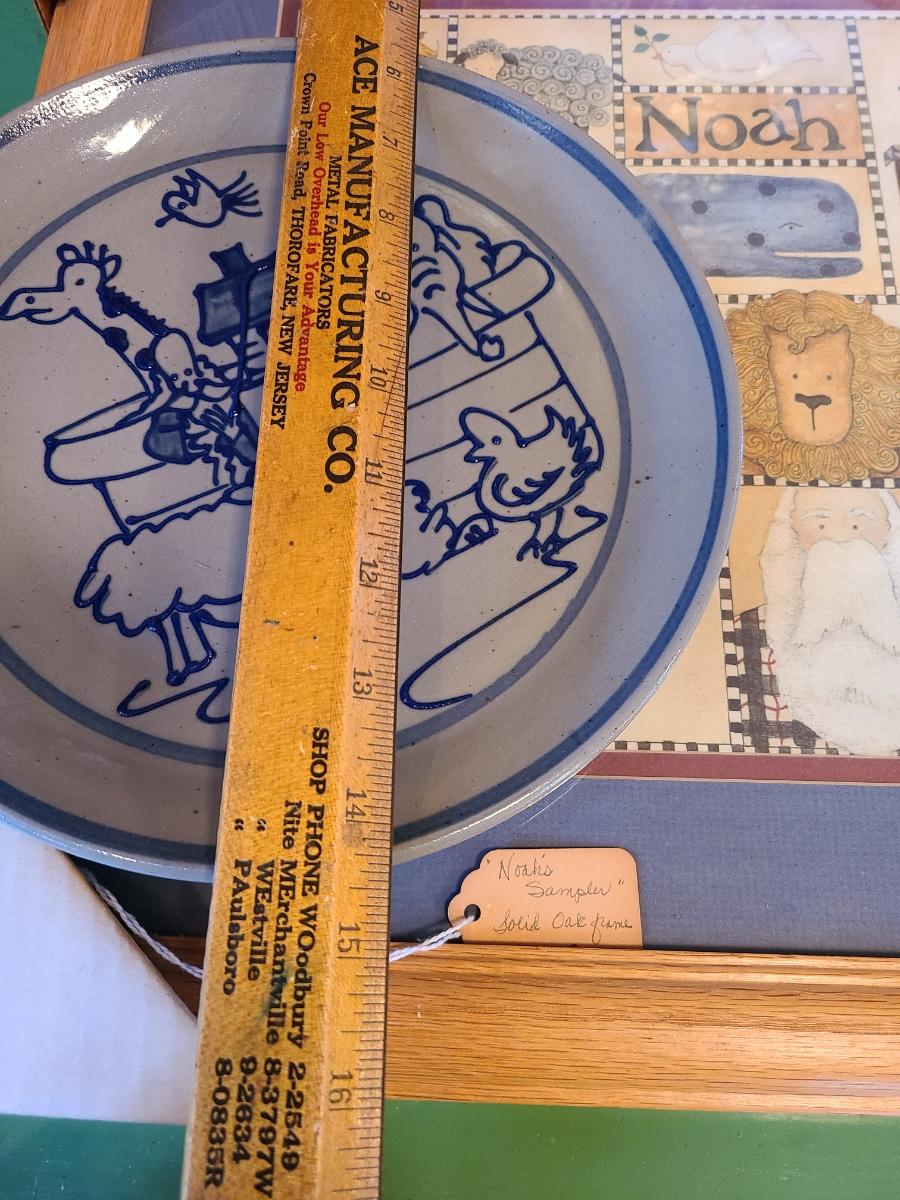 ACE MANUFACTURING CO.
METAL FABRICATORS
Our Low Overhead is Your Advantage
Crown Point Road, THOROFARE, NEW JERSEY
SHOP PHONE WOodbury 2-2549
Nite MErchantville 8-3797W
" WEstville 9-2634
" PAulsboro 8-0835R
5
6
7
8
9
10
11
12
13
14
15
16
Noah
"Noah's
Sampler"
Solid Oak frame